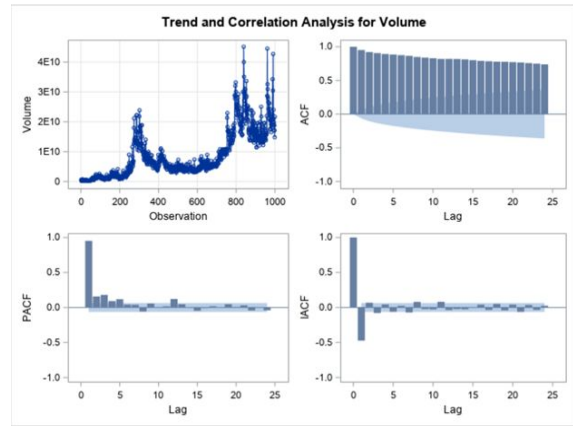 Trend and Correlation Analysis for Volume
4E10
3E10
2E10
1E10
0
Volume
0 200 400 600 800 1000
Observation
1.0
0.5
0.0
-0.5
-1.0
ACF
0 5 10 15 20 25
Lag
1.0
0.5
0.0
-0.5
-1.0
PACF
0 5 10 15 20 25
Lag
1.0
0.5
0.0
-0.5
-1.0
IACF
0 5 10 15 20 25
Lag